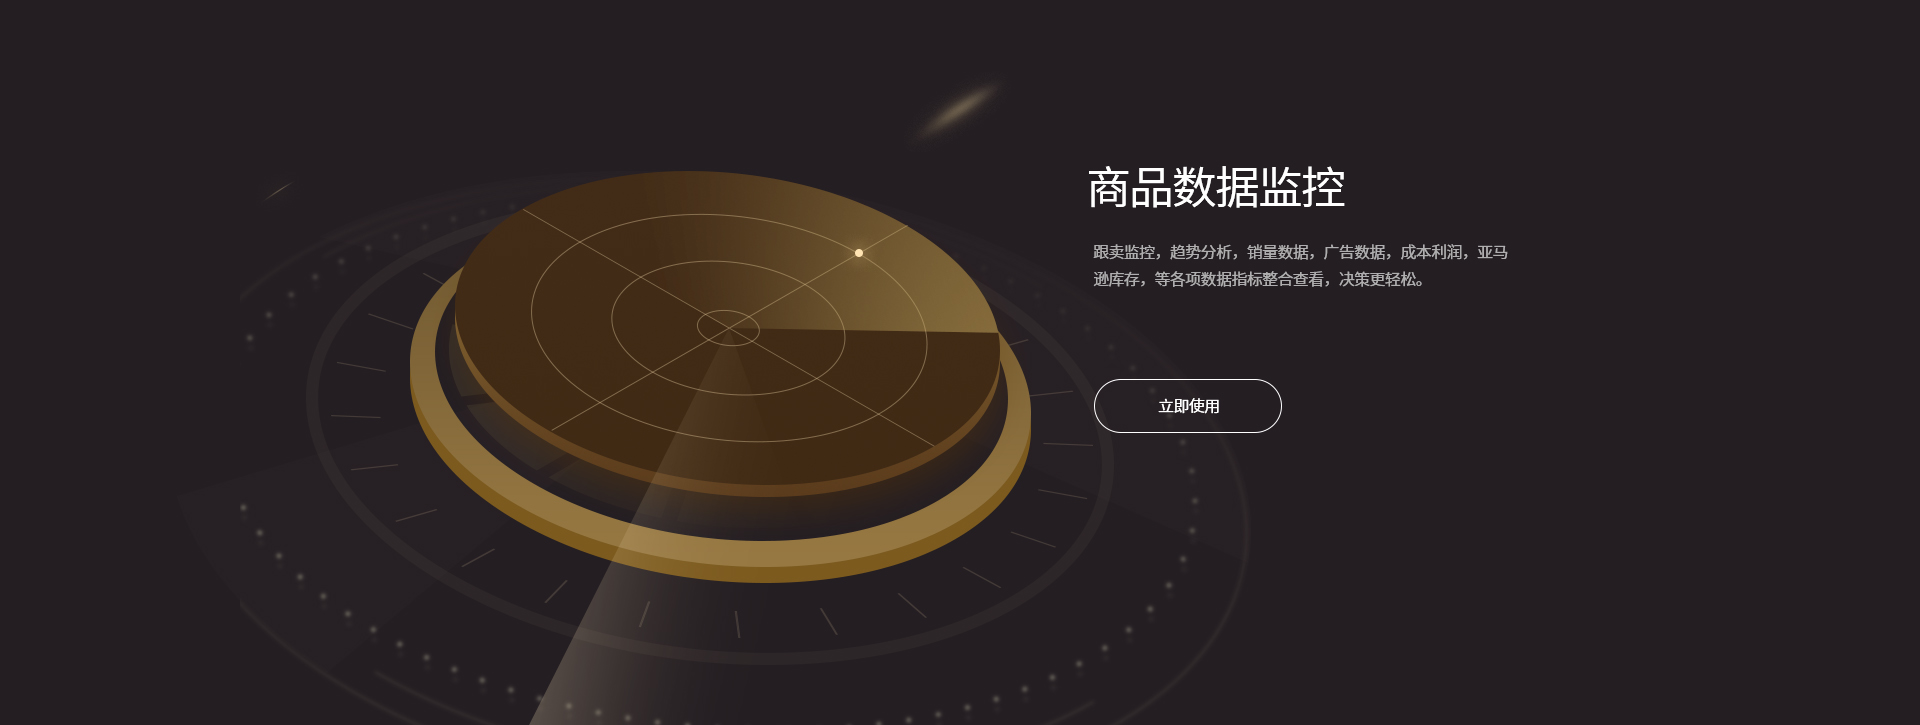 商品数据监控
跟卖监控，趋势分析，销量数据，广告数据，成本利润，亚马
逊库存，等各项数据指标整合查看，决策更轻松。
立即使用